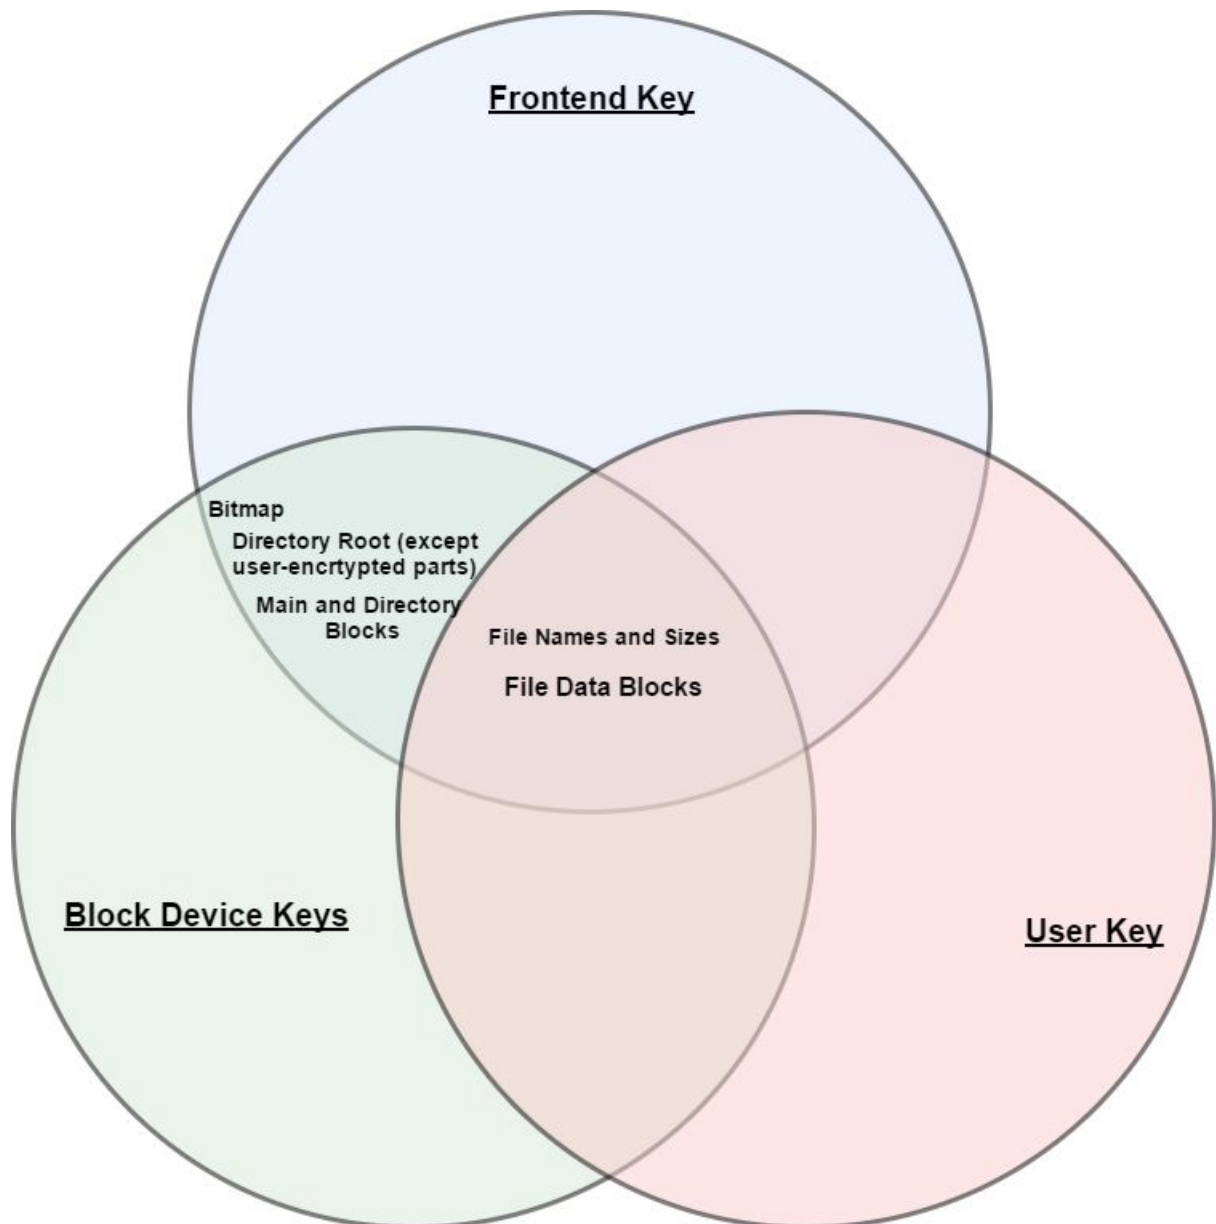 Frontend Key
Bitmap
Directory Root (except
user-encrtypted parts)
Main and Directory
Blocks
File Names and Sizes
File Data Blocks
Block Device Keys
User Key